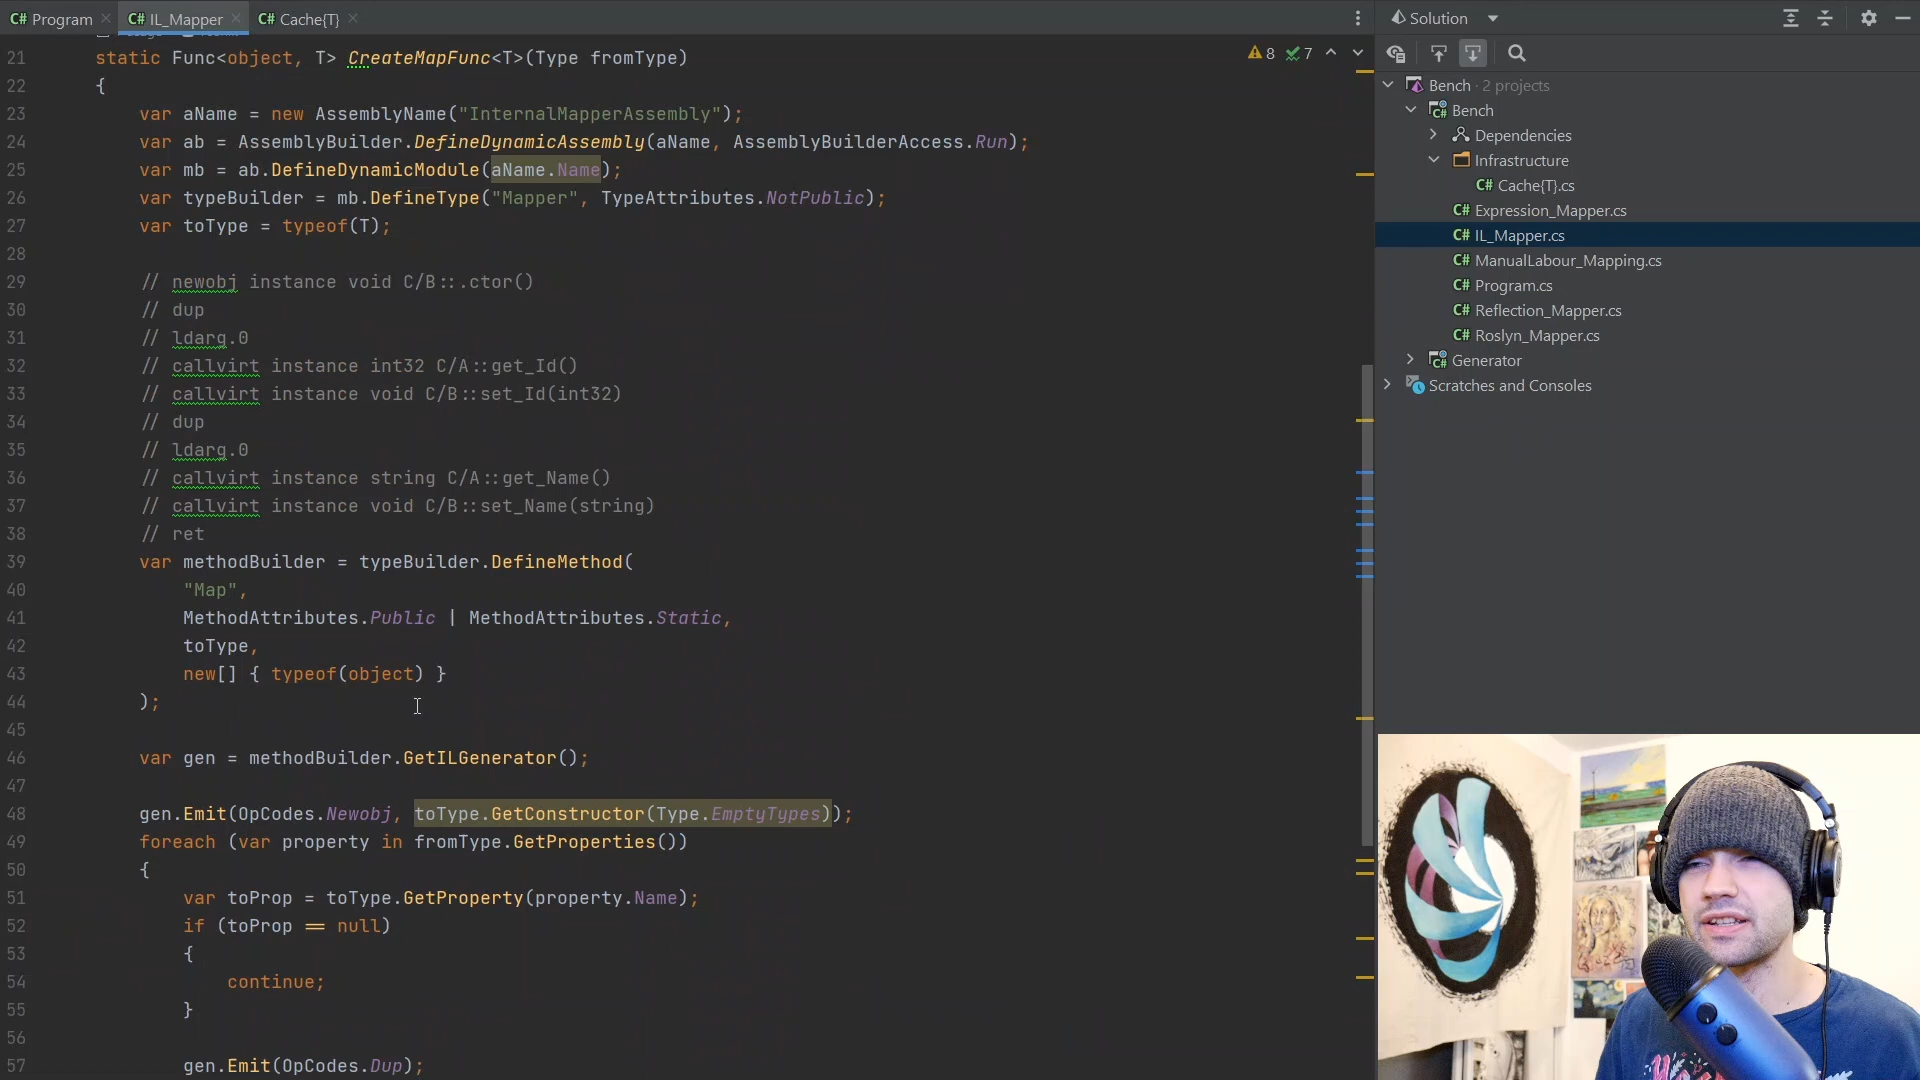 Program
IL_Mapper
Cache{T}
Solution
8
7
21 static Func<object, T> CreateMapFunc<T>(Type fromType)
22 {
23 var aName = new AssemblyName("InternalMapperAssembly");
24 var ab = AssemblyBuilder.DefineDynamicAssembly(aName, AssemblyBuilderAccess.Run);
25 var mb = ab.DefineDynamicModule(aName.Name);
26 var typeBuilder = mb.DefineType("Mapper", TypeAttributes.NotPublic);
27 var toType = typeof(T);
28
29 // newobj instance void C/B::.ctor()
30 // dup
31 // ldarg.0
32 // callvirt instance int32 C/A::get_Id()
33 // callvirt instance void C/B::set_Id(int32)
34 // dup
35 // ldarg.0
36 // callvirt instance string C/A::get_Name()
37 // callvirt instance void C/B::set_Name(string)
38 // ret
39 var methodBuilder = typeBuilder.DefineMethod(
40 "Map",
41 MethodAttributes.Public | MethodAttributes.Static,
42 toType,
43 new[] { typeof(object) }
44 );
45
46 var gen = methodBuilder.GetILGenerator();
47
48 gen.Emit(OpCodes.Newobj, toType.GetConstructor(Type.EmptyTypes));
49 foreach (var property in fromType.GetProperties())
50 {
51 var toProp = toType.GetProperty(property.Name);
52 if (toProp == null)
53 {
54 continue;
55 }
56
57 gen.Emit(OpCodes.Dup);
Bench · 2 projects
C# Bench
Dependencies
Infrastructure
C# Cache{T}.cs
C# Expression_Mapper.cs
C# IL_Mapper.cs
C# ManualLabour_Mapping.cs
C# Program.cs
C# Reflection_Mapper.cs
C# Roslyn_Mapper.cs
C# Generator
Scratches and Consoles